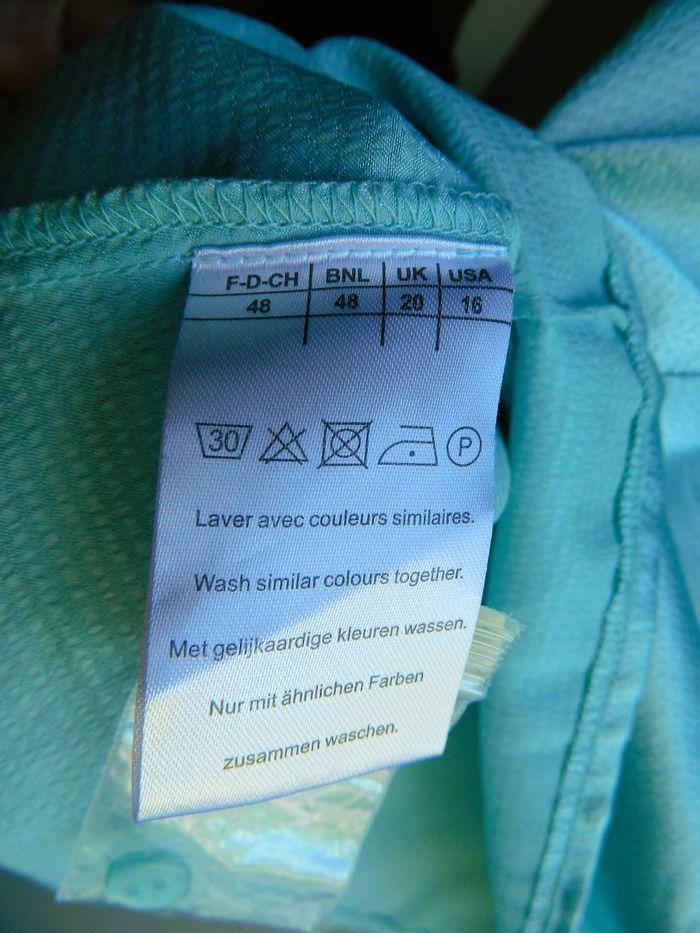 F-D-CH BNL UK USA
48 48 20 16
30 P
Laver avec couleurs similaires.
Wash similar colours together.
Met gelijkaardige kleuren wassen.
Nur mit ähnlichen Farben
zusammen waschen.